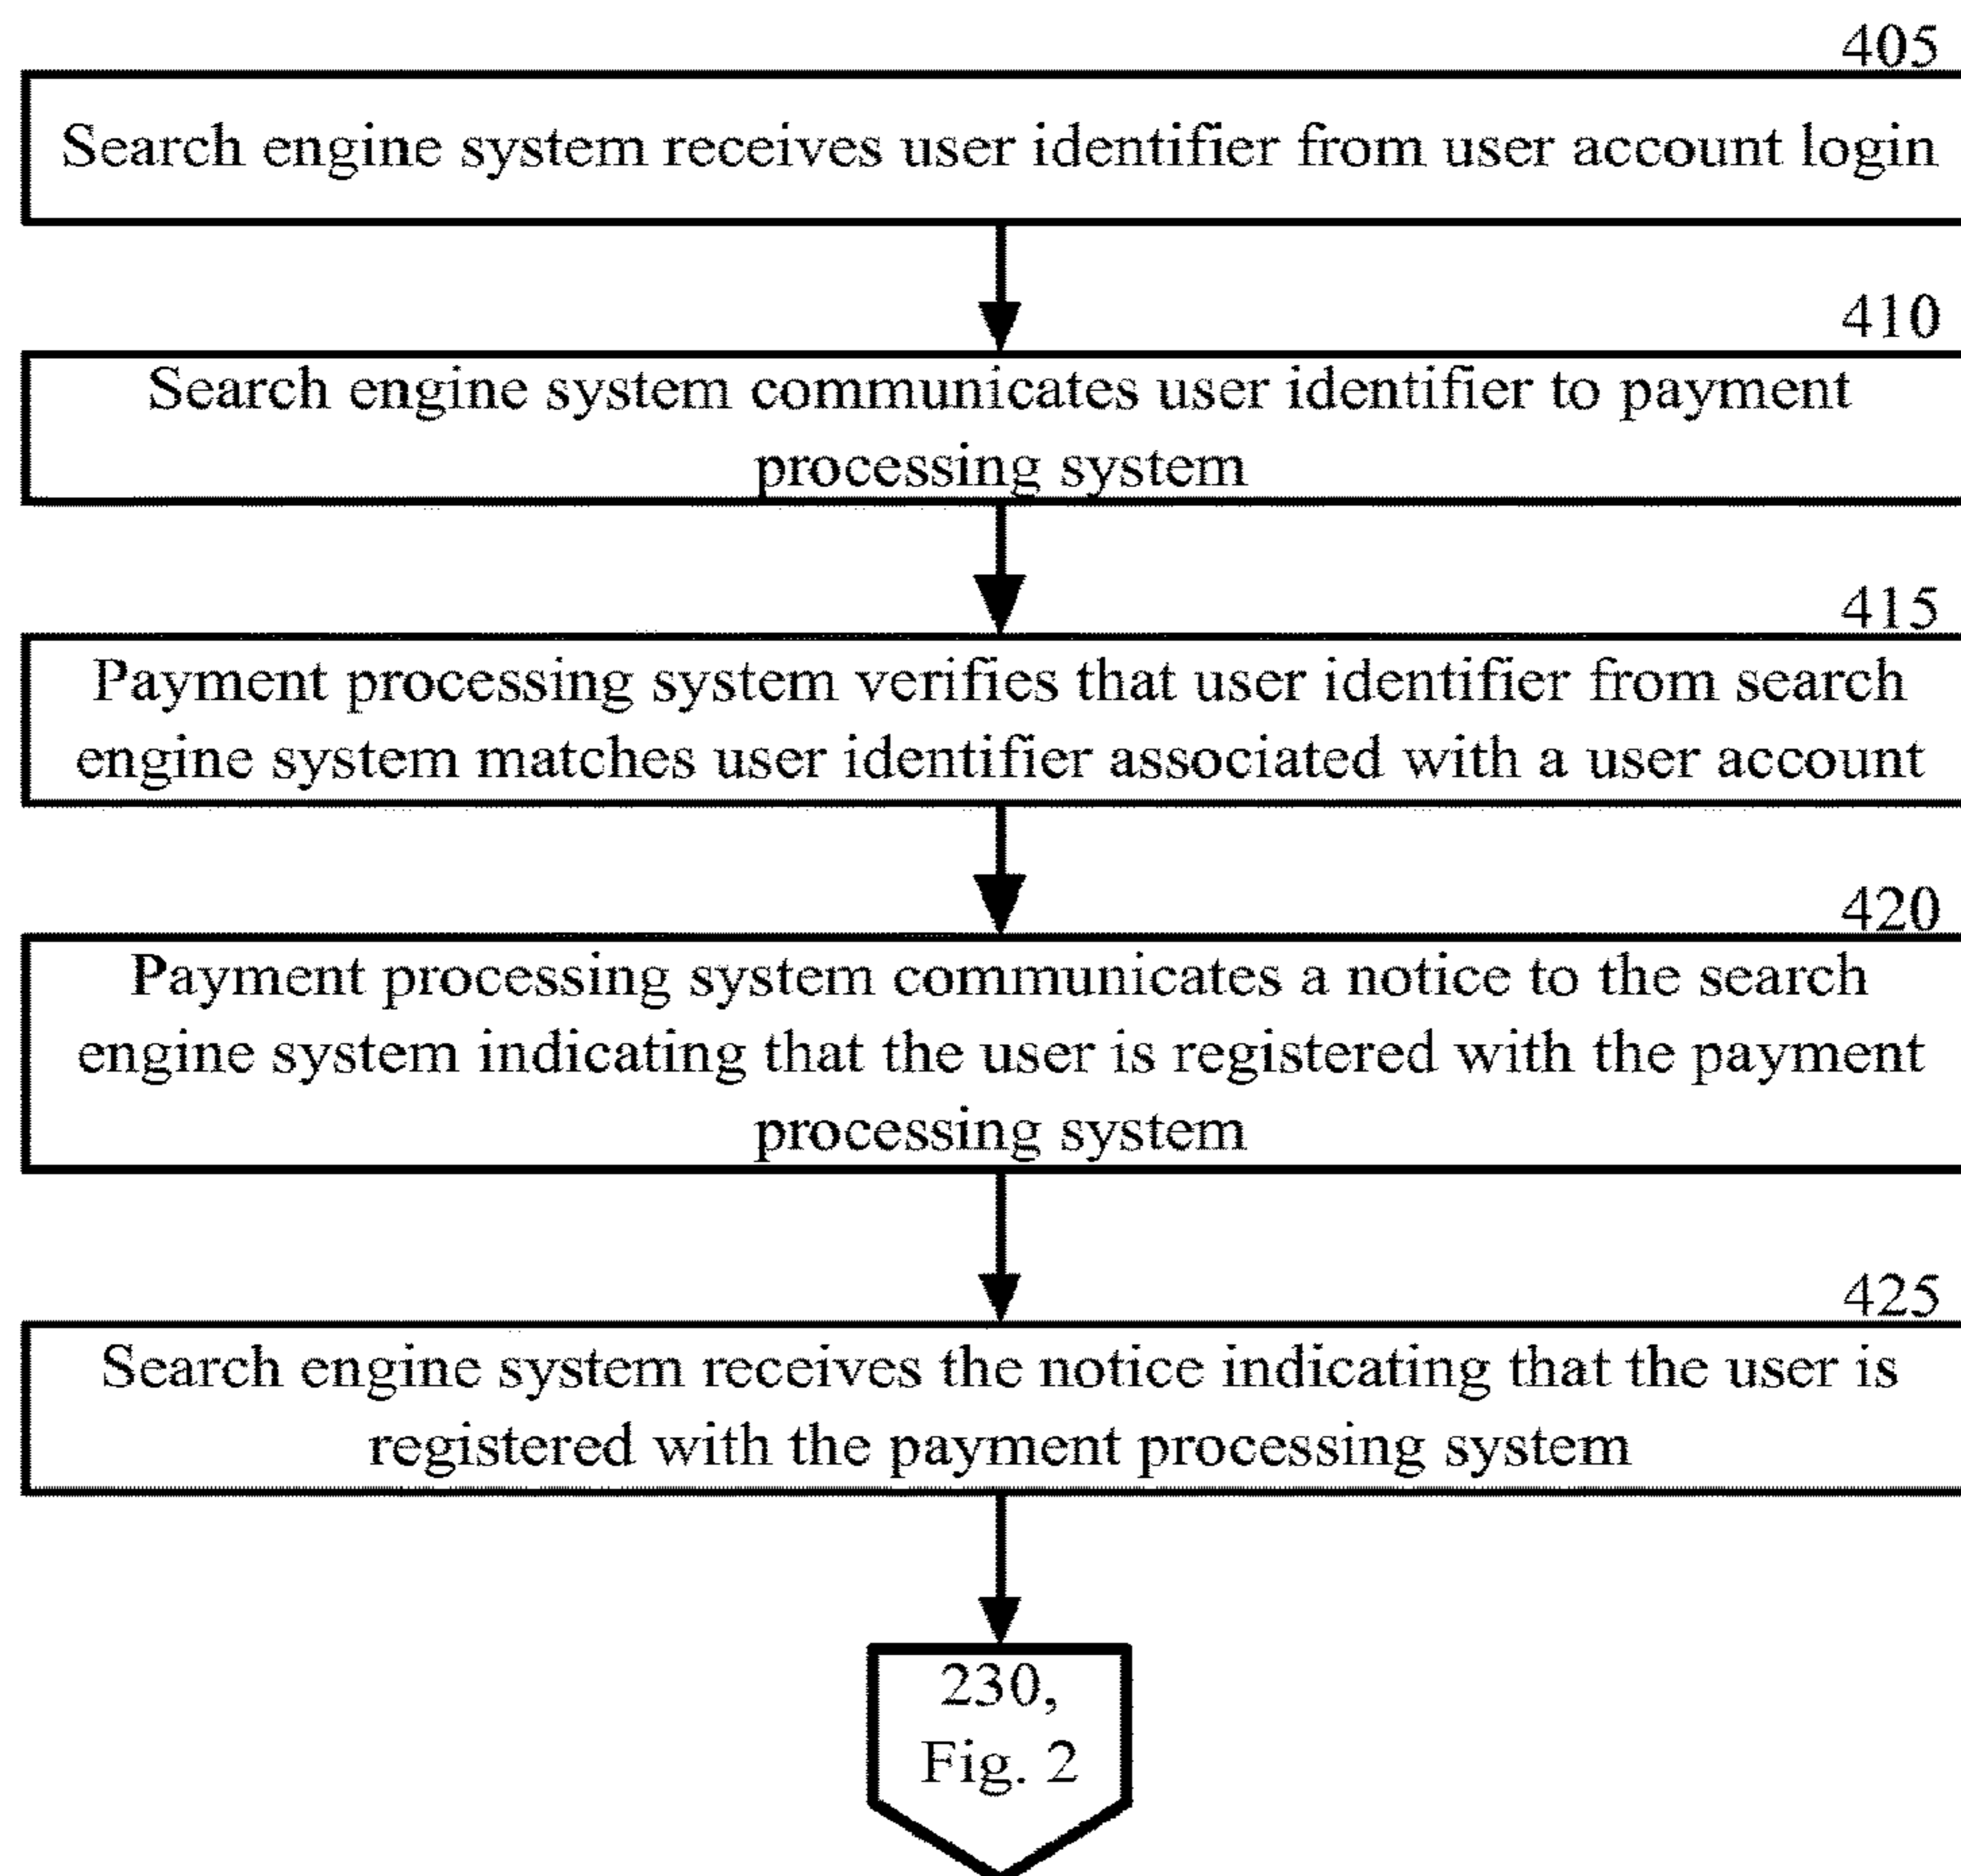 405
Search engine system receives user identifier from user account login
410
Search engine system communicates user identifier to payment
processing system
415
Payment processing system verifies that user identifier from search
engine system matches user identifier associated with a user account
420
Payment processing system communicates a notice to the search
engine system indicating that the user is registered with the payment
processing system
425
Search engine system receives the notice indicating that the user is
registered with the payment processing system
230,
Fig. 2